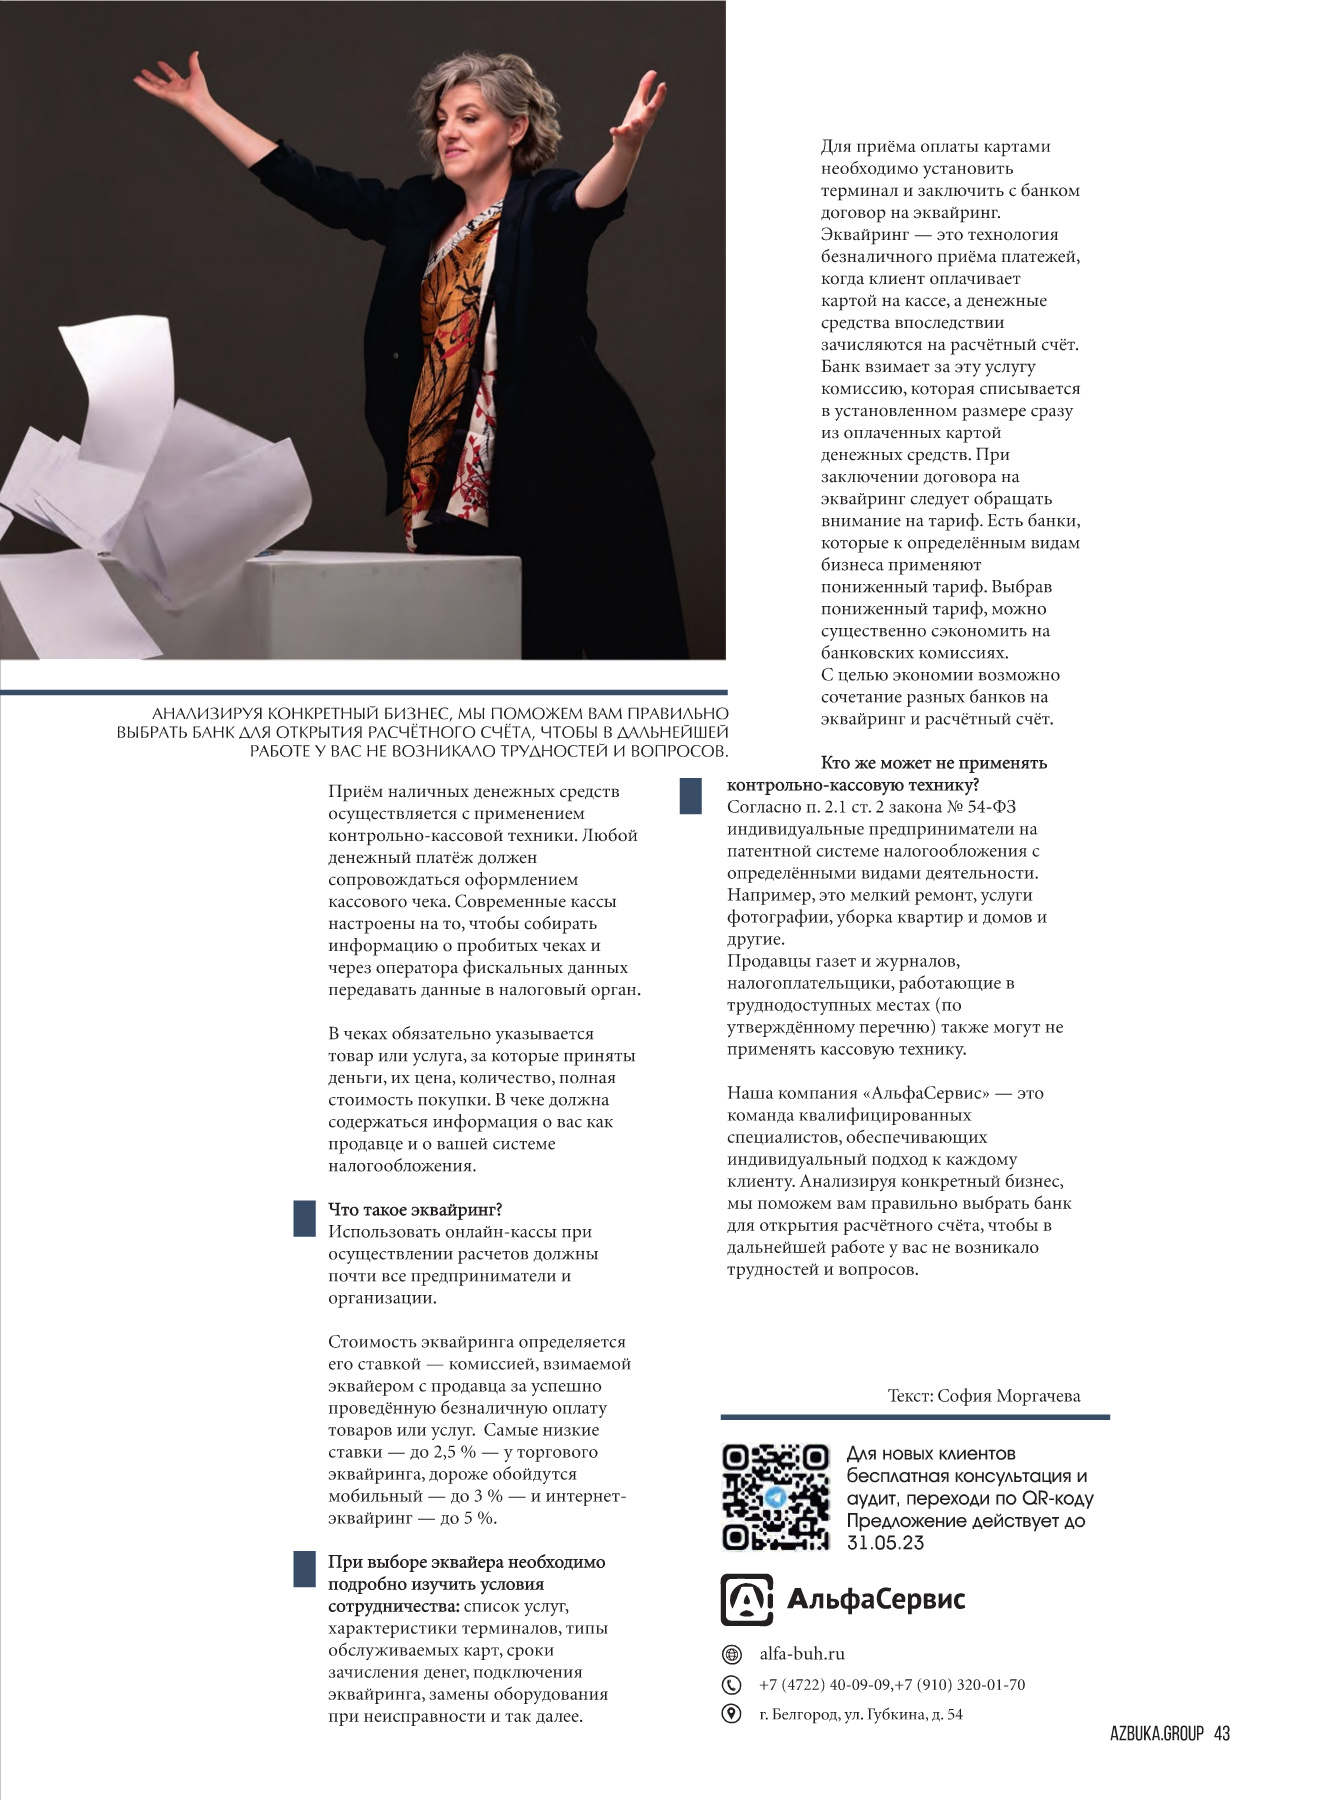 АНАЛИЗИРУЯ КОНКРЕТНЫЙ БИЗНЕС, МЫ ПОМОЖЕМ ВАМ ПРАВИЛЬНО
ВЫБРАТЬ БАНК ДЛЯ ОТКРЫТИЯ РАСЧЁТНОГО СЧЁТА, ЧТОБЫ В ДАЛЬНЕЙШЕЙ
РАБОТЕ У ВАС НЕ ВОЗНИКАЛО ТРУДНОСТЕЙ И ВОПРОСОВ.
Приём наличных денежных средств
осуществляется с применением
контрольно-кассовой техники. Любой
денежный платёж должен
сопровождаться оформлением
кассового чека. Современные кассы
настроены на то, чтобы собирать
информацию о пробитых чеках и
через оператора фискальных данных
передавать данные в налоговый орган.
В чеках обязательно указывается
товар или услуга, за которые приняты
деньги, их цена, количество, полная
стоимость покупки. В чеке должна
содержаться информация о вас как
продавце и о вашей системе
налогообложения.
Что такое эквайринг?
Использовать онлайн-кассы при
осуществлении расчетов должны
почти все предприниматели и
организации.
Стоимость эквайринга определяется
его ставкой — комиссией, взимаемой
эквайером с продавца за успешно
проведённую безналичную оплату
товаров или услуг. Самые низкие
ставки — до 2,5 % — у торгового
эквайринга, дороже обойдутся
мобильный — до 3 % — и интернет-
эквайринг — до 5 %.
При выборе эквайера необходимо
подробно изучить условия
сотрудничества: список услуг,
характеристики терминалов, типы
обслуживаемых карт, сроки
зачисления денег, подключения
эквайринга, замены оборудования
при неисправности и так далее.
Для приёма оплаты картами
необходимо установить
терминал и заключить с банком
договор на эквайринг.
Эквайринг — это технология
безналичного приёма платежей,
когда клиент оплачивает
картой на кассе, а денежные
средства впоследствии
зачисляются на расчётный счёт.
Банк взимает за эту услугу
комиссию, которая списывается
в установленном размере сразу
из оплаченных картой
денежных средств. При
заключении договора на
эквайринг следует обращать
внимание на тариф. Есть банки,
которые к определённым видам
бизнеса применяют
пониженный тариф. Выбрав
пониженный тариф, можно
существенно сэкономить на
банковских комиссиях.
С целью экономии возможно
сочетание разных банков на
эквайринг и расчётный счёт.
Кто же может не применять
контрольно-кассовую технику?
Согласно п. 2.1 ст. 2 закона № 54-ФЗ
индивидуальные предприниматели на
патентной системе налогообложения с
определёнными видами деятельности.
Например, это мелкий ремонт, услуги
фотографии, уборка квартир и домов и
другие.
Продавцы газет и журналов,
налогоплательщики, работающие в
труднодоступных местах (по
утверждённому перечню) также могут не
применять кассовую технику.
Наша компания «АльфаСервис» — это
команда квалифицированных
специалистов, обеспечивающих
индивидуальный подход к каждому
клиенту. Анализируя конкретный бизнес,
мы поможем вам правильно выбрать банк
для открытия расчётного счёта, чтобы в
дальнейшей работе у вас не возникало
трудностей и вопросов.
Текст: София Моргачева
Для новых клиентов
бесплатная консультация и
аудит, переходи по QR-коду
Предложение действует до
31.05.23
АльфаСервис
alfa-buh.ru
+7 (4722) 40-09-09,+7 (910) 320-01-70
г. Белгород, ул. Губкина, д. 54
AZBUKA.GROUP 43